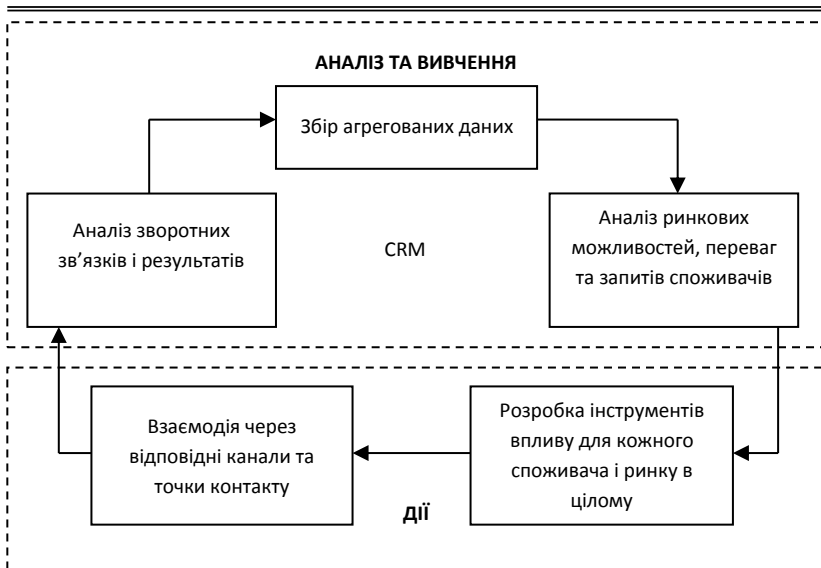 АНАЛІЗ ТА ВИВЧЕННЯ
Збір агрегованих даних
Аналіз зворотних
зв’язків і результатів
CRM
Аналіз ринкових
можливостей, переваг
та запитів споживачів
Взаємодія через
відповідні канали та
точки контакту
Розробка інструментів
впливу для кожного
споживача і ринку в
цілому
ДІЇ